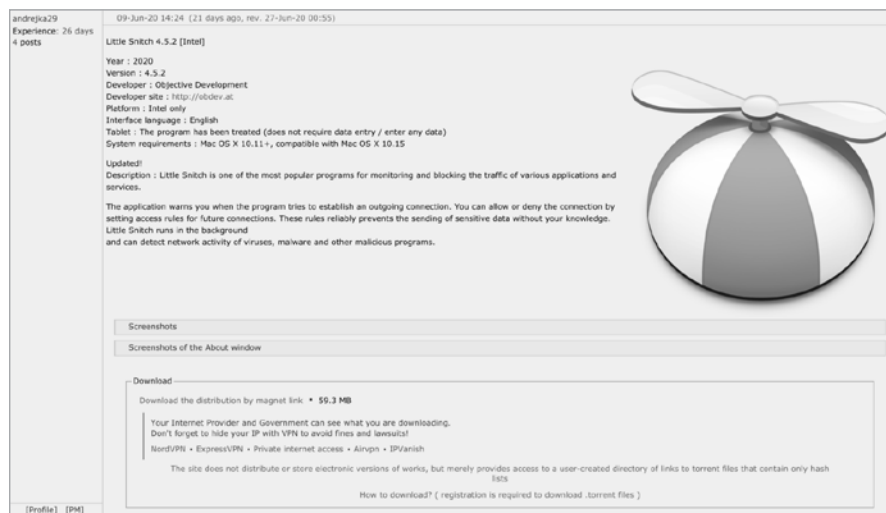 andrejka29
Experience: 26 days
4 posts
09-Jun-20 14:24 (21 days ago, rev. 27-Jun-20 00:55)
Little Snitch 4.5.2 [Intel]
Year : 2020
Version : 4.5.2
Developer : Objective Development
Developer site : http://obdev.at
Platform : Intel only
Interface language : English
Tablet : The program has been treated (does not require data entry / enter any data)
System requirements : Mac OS X 10.11+, compatible with Mac OS X 10.15
Updated!
Description : Little Snitch is one of the most popular programs for monitoring and blocking the traffic of various applications and
services.
The application warns you when the program tries to establish an outgoing connection. You can allow or deny the connection by
setting access rules for future connections. These rules reliably prevents the sending of sensitive data without your knowledge.
Little Snitch runs in the background
and can detect network activity of viruses, malware and other malicious programs.
Screenshots
Screenshots of the About window
Download
Download the distribution by magnet link • 59.3 MB
Your Internet Provider and Government can see what you are downloading.
Don't forget to hide your IP with VPN to avoid fines and lawsuits!
NordVPN • ExpressVPN • Private internet access • Airvpn • IPVanish
The site does not distribute or store electronic versions of works, but merely provides access to a user-created directory of links to torrent files that contain only hash
lists
How to download? ( registration is required to download .torrent files )
[Profile] [PM]